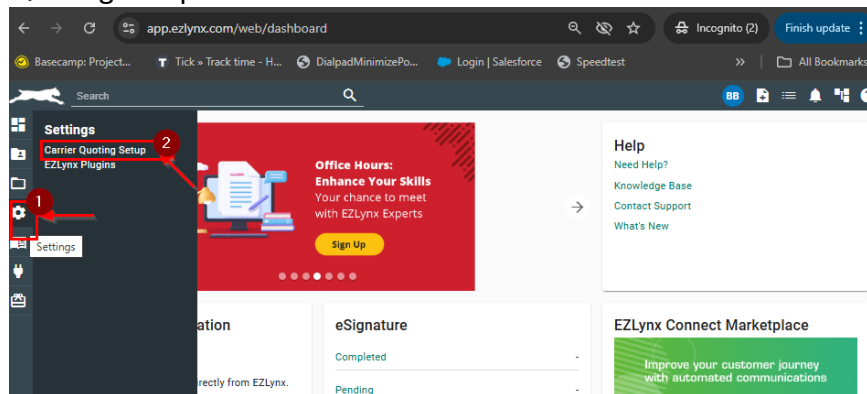 app.ezlynx.com/web/dashboard
Incognito (2)
Finish update
Basecamp: Project...
Tick » Track time - H...
DialpadMinimizePo...
Login | Salesforce
Speedtest
»
All Bookmarks
Search
BB
Settings
Carrier Quoting Setup
2
EZLynx Plugins
1
Settings
Office Hours:
Enhance Your Skills
Your chance to meet
with EZLynx Experts
Sign Up
Help
Need Help?
Knowledge Base
Contact Support
What's New
ation
irectly from EZLynx.
eSignature
Completed
-
Pending
-
EZLynx Connect Marketplace
Improve your customer journey
with automated communications